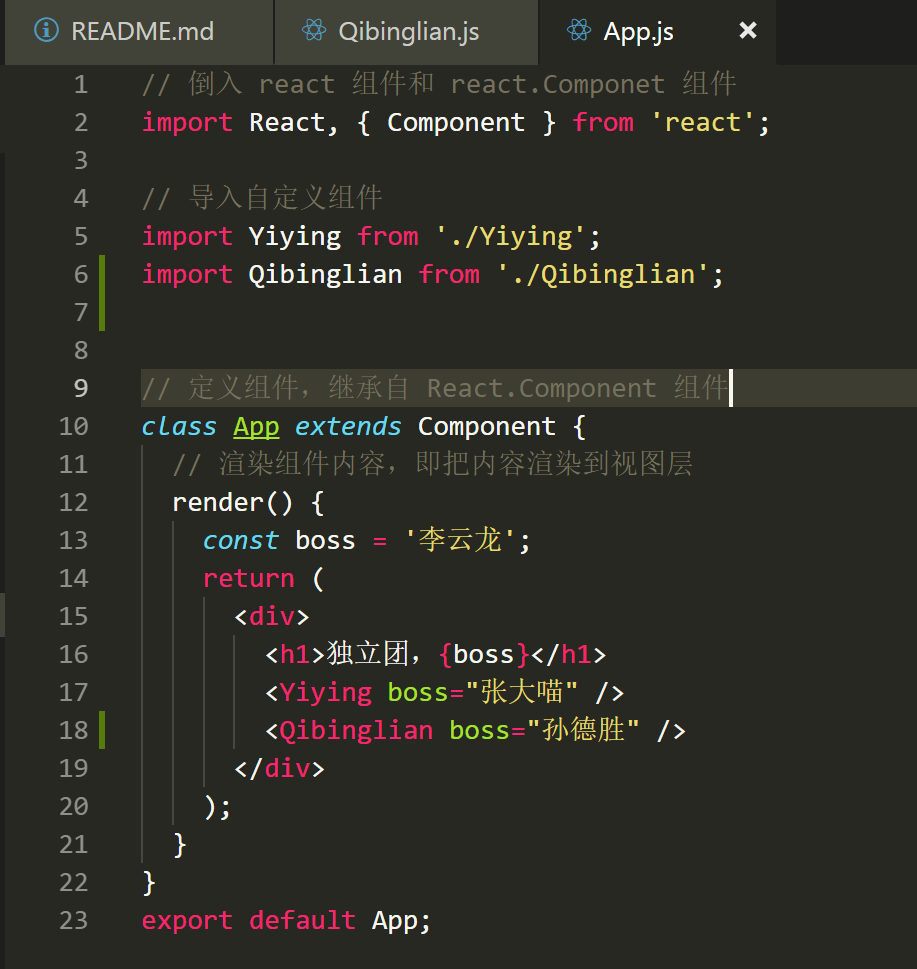 README.md Qibinglian.js App.js ×
1 // 倒入 react 组件和 react.Componet 组件
2 import React, { Component } from 'react';
3
4 // 导入自定义组件
5 import Yiying from './Yiying';
6 import Qibinglian from './Qibinglian';
7
8
9 // 定义组件，继承自 React.Component 组件
10 class App extends Component {
11   // 渲染组件内容，即把内容渲染到视图层
12   render() {
13     const boss = '李云龙';
14     return (
15       <div>
16         <h1>独立团，{boss}</h1>
17         <Yiying boss="张大喵" />
18         <Qibinglian boss="孙德胜" />
19       </div>
20     );
21   }
22 }
23 export default App;